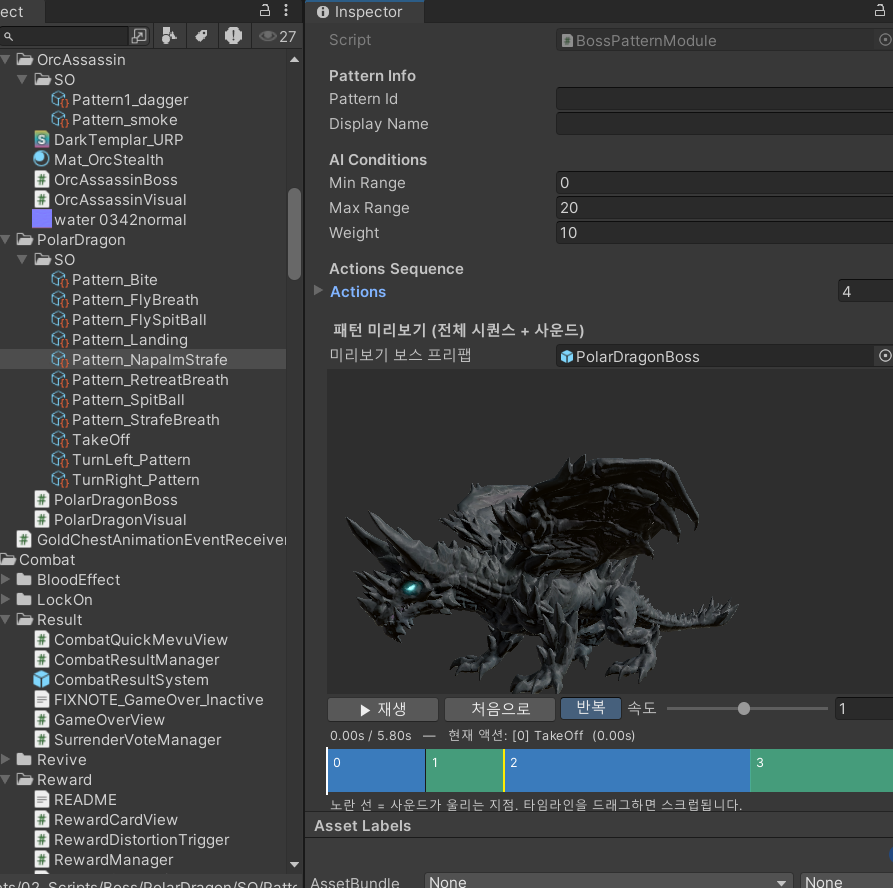 ect
27
OrcAssassin
SO
Pattern1_dagger
Pattern_smoke
DarkTemplar_URP
Mat_OrcStealth
OrcAssassinBoss
OrcAssassinVisual
water 0342normal
PolarDragon
SO
Pattern_Bite
Pattern_FlyBreath
Pattern_FlySpitBall
Pattern_Landing
Pattern_NapalmStrafe
Pattern_RetreatBreath
Pattern_SpitBall
Pattern_StrafeBreath
TakeOff
TurnLeft_Pattern
TurnRight_Pattern
PolarDragonBoss
PolarDragonVisual
GoldChestAnimationEventReceiver
Combat
BloodEffect
LockOn
Result
CombatQuickMevuView
CombatResultManager
CombatResultSystem
FIXNOTE_GameOver_Inactive
GameOverView
SurrenderVoteManager
Revive
Reward
README
RewardCardView
RewardDistortionTrigger
RewardManager
ets/02_Scripts/Boss/PolarDragon/SO/Patte
Inspector
Script BossPatternModule
Pattern Info
Pattern Id
Display Name
AI Conditions
Min Range 0
Max Range 20
Weight 10
Actions Sequence
Actions 4
패턴 미리보기 (전체 시퀀스 + 사운드)
미리보기 보스 프리팹 PolarDragonBoss
재생 처음으로 반복 속도 1
0.00s / 5.80s — 현재 액션: [0] TakeOff (0.00s)
0 1 2 3
노란 선 = 사운드가 울리는 지점. 타임라인을 드래그하면 스크럽됩니다.
Asset Labels
AssetBundle None None